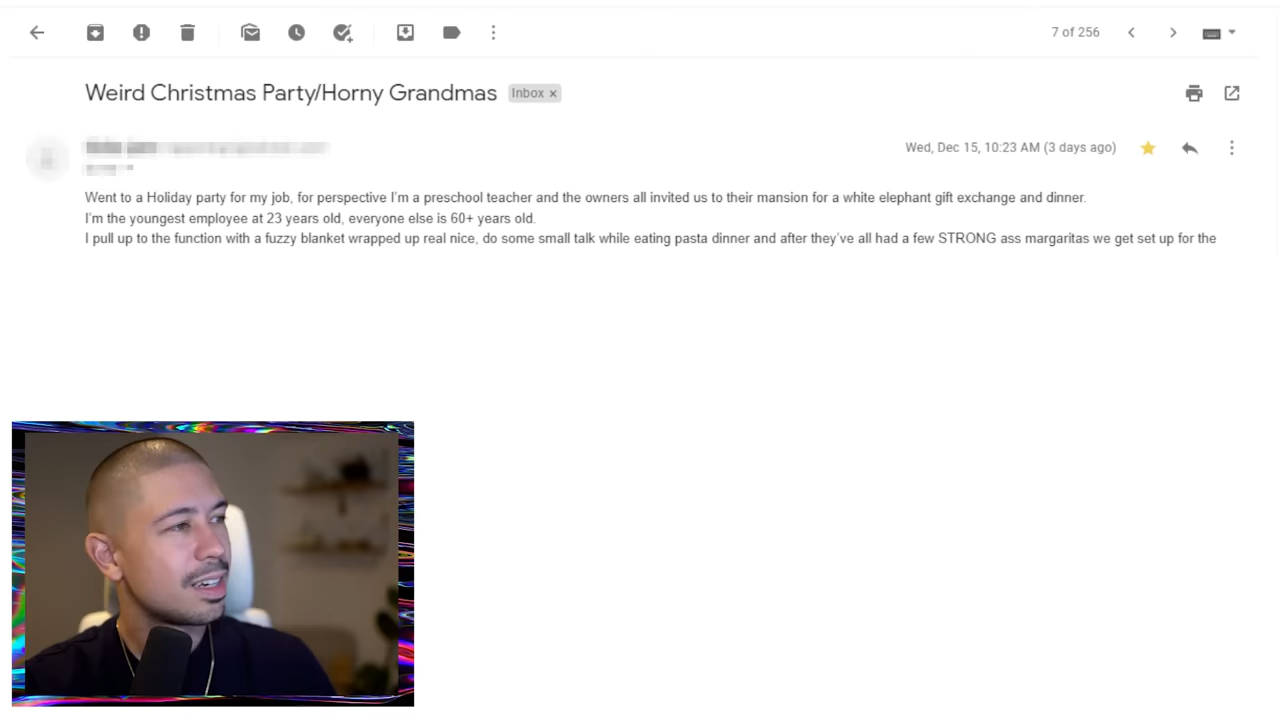 7 of 256
Weird Christmas Party/Horny Grandmas Inbox ×
Wed, Dec 15, 10:23 AM (3 days ago)
Went to a Holiday party for my job, for perspective I'm a preschool teacher and the owners all invited us to their mansion for a white elephant gift exchange and dinner.
I'm the youngest employee at 23 years old, everyone else is 60+ years old.
I pull up to the function with a fuzzy blanket wrapped up real nice, do some small talk while eating pasta dinner and after they've all had a few STRONG ass margaritas we get set up for the